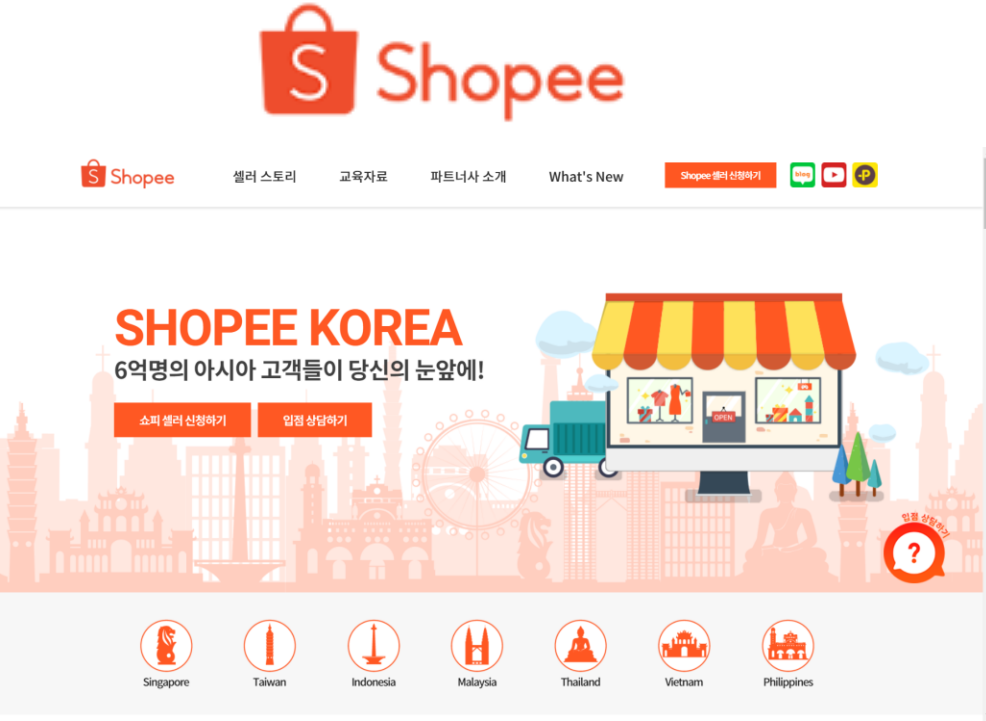 S Shopee
S Shopee 셀러 스토리 교육자료 파트너사 소개 What's New Shopee 셀러 신청하기 blog P
SHOPEE KOREA
6억명의 아시아 고객들이 당신의 눈앞에!
쇼피 셀러 신청하기 입점 상담하기
OPEN
입점 상담하기
?
Singapore Taiwan Indonesia Malaysia Thailand Vietnam Philippines